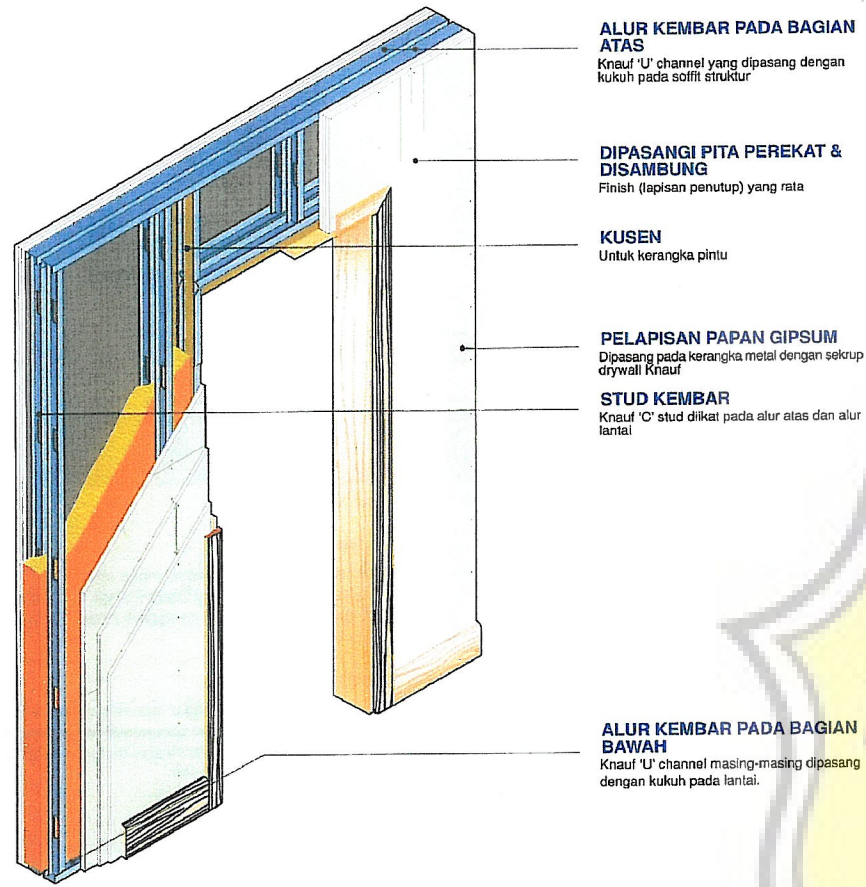 ALUR KEMBAR PADA BAGIAN
ATAS
Knauf 'U' channel yang dipasang dengan
kukuh pada soffit struktur
DIPASANGI PITA PEREKAT &
DISAMBUNG
Finish (lapisan penutup) yang rata
KUSEN
Untuk kerangka pintu
PELAPISAN PAPAN GIPSUM
Dipasang pada kerangka metal dengan sekrup
drywall Knauf
STUD KEMBAR
Knauf 'C' stud diikat pada alur atas dan alur
lantai
ALUR KEMBAR PADA BAGIAN
BAWAH
Knauf 'U' channel masing-masing dipasang
dengan kukuh pada lantai.